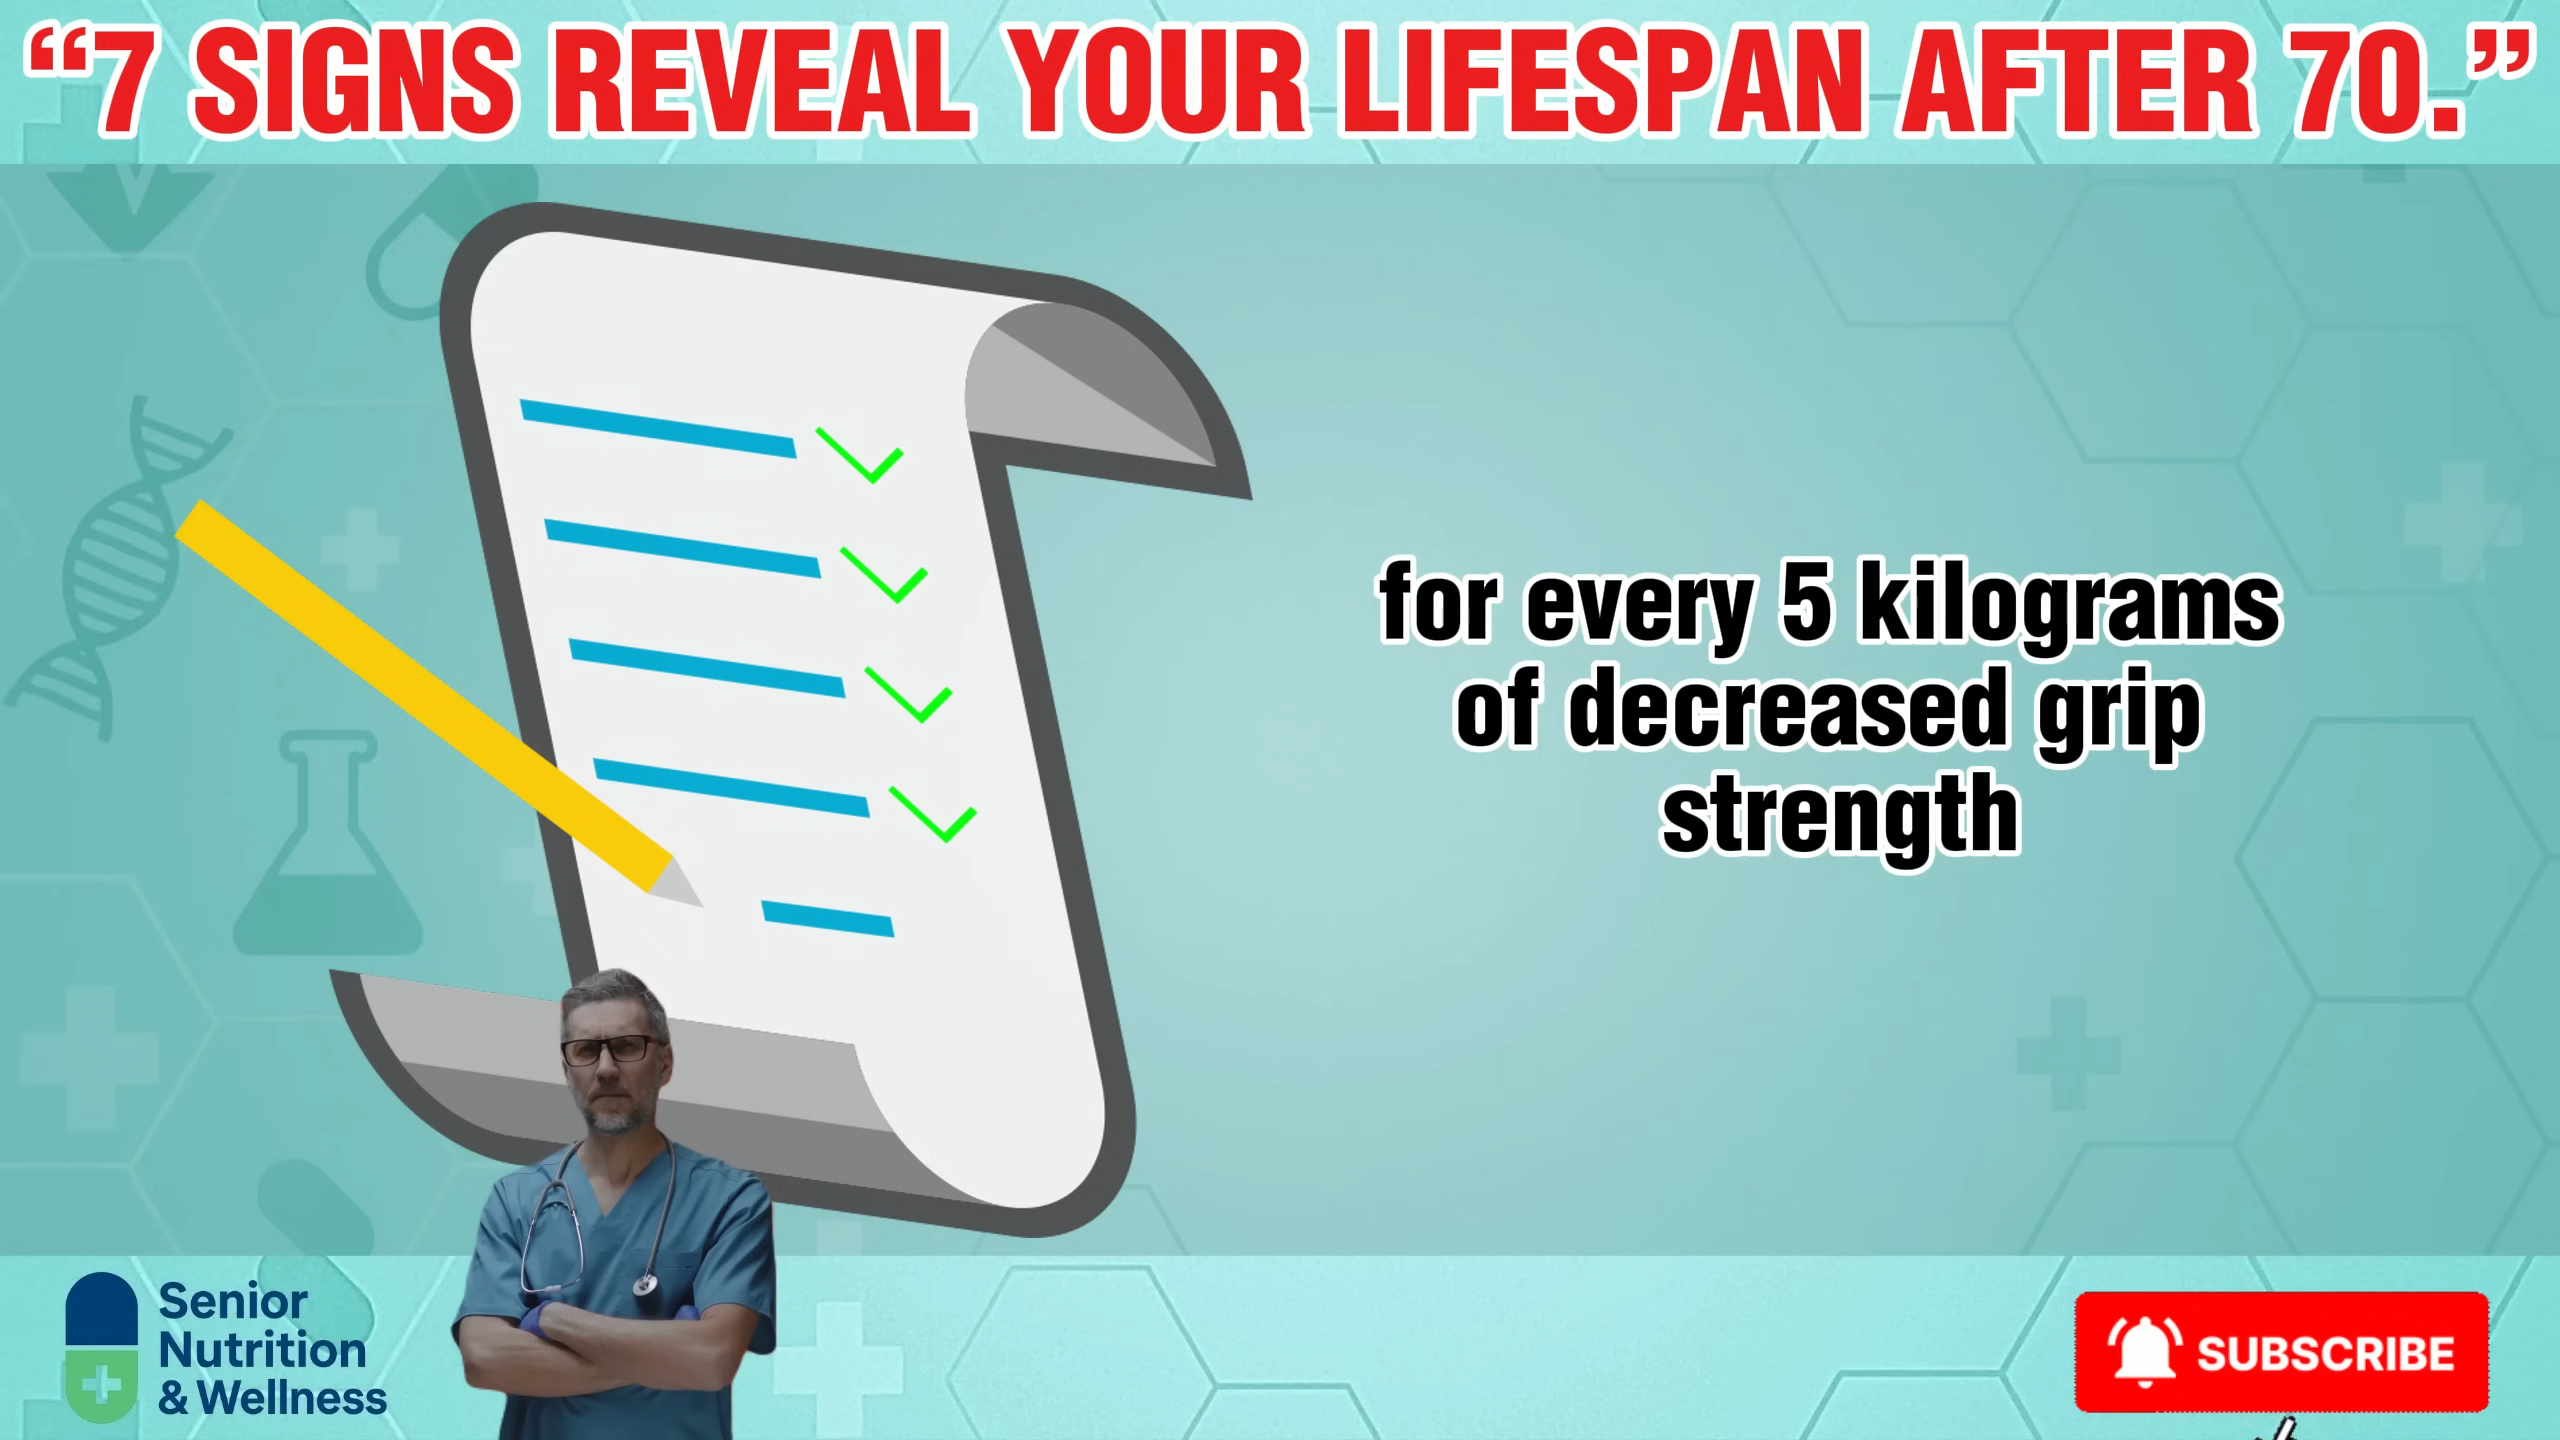 “7 SIGNS REVEAL YOUR LIFESPAN AFTER 70.”
for every 5 kilograms
of decreased grip
strength
Senior
Nutrition
& Wellness
SUBSCRIBE